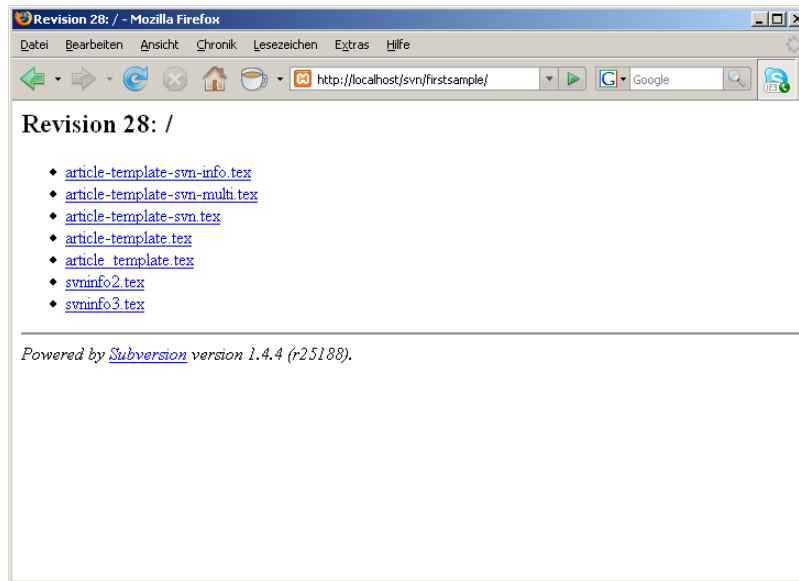 Revision 28: / - Mozilla Firefox
Datei Bearbeiten Ansicht Chronik Lesezeichen Extras Hilfe
http://localhost/svn/firstsample/ G Google 123
Revision 28: /
article-template-svn-info.tex
article-template-svn-multi.tex
article-template-svn.tex
article-template.tex
article_template.tex
svninfo2.tex
svninfo3.tex
Powered by Subversion version 1.4.4 (r25188).